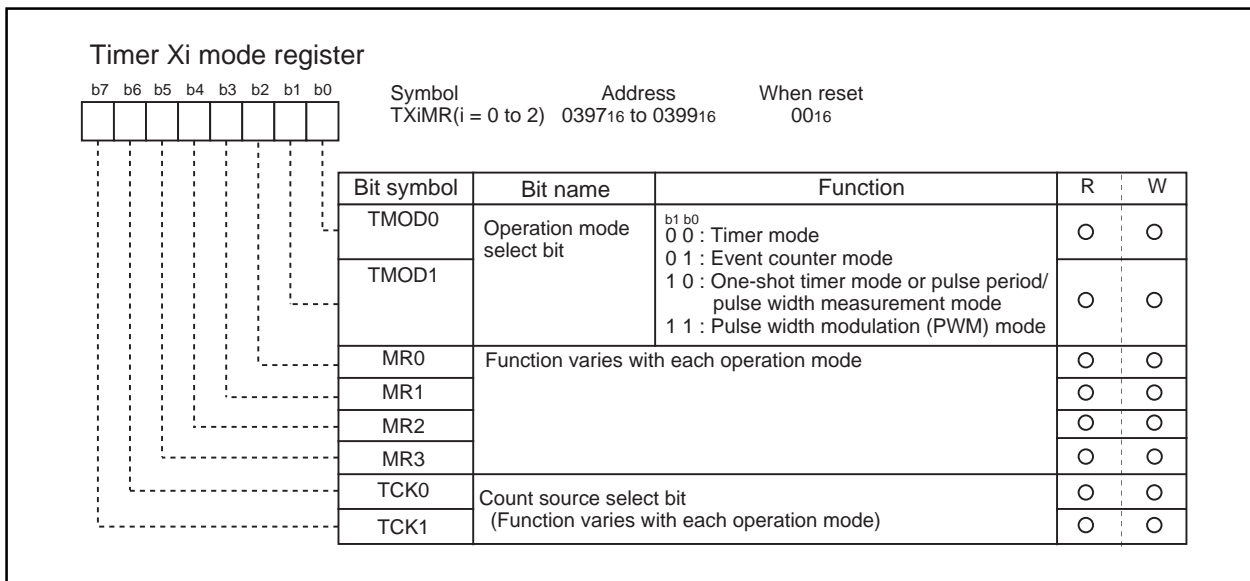 Timer Xi mode register
b7 b6 b5 b4 b3 b2 b1 b0
Symbol Address When reset
TXiMR(i = 0 to 2) 039716 to 039916 0016
Bit symbol Bit name Function R W
TMOD0
TMOD1
Operation mode
select bit
b1 b0
0 0 : Timer mode
0 1 : Event counter mode
1 0 : One-shot timer mode or pulse period/
pulse width measurement mode
1 1 : Pulse width modulation (PWM) mode
MR0 Function varies with each operation mode
MR1
MR2
MR3
TCK0
TCK1
Count source select bit
(Function varies with each operation mode)